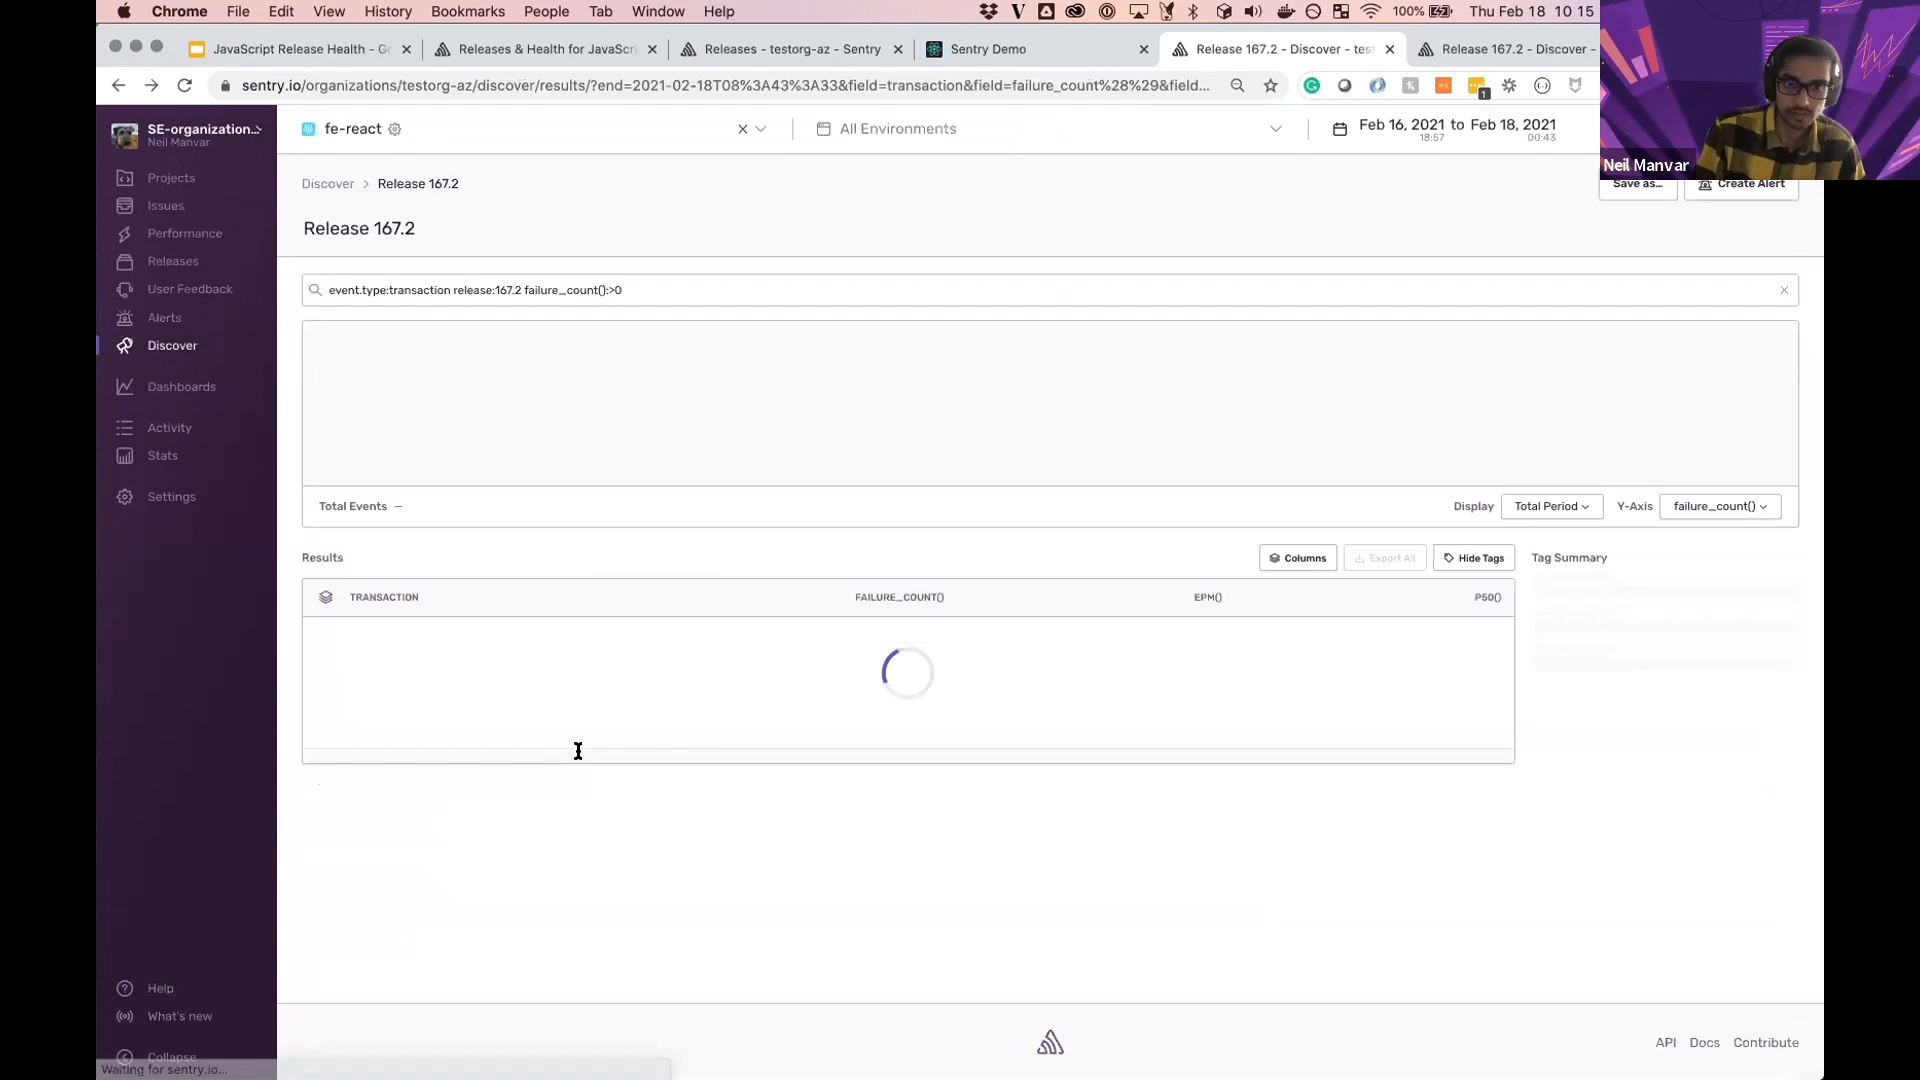 Chrome File Edit View History Bookmarks People Tab Window Help 100% Thu Feb 18 10 15
JavaScript Release Health - Go
Releases & Health for JavaScri
Releases - testorg-az - Sentry
Sentry Demo
Release 167.2 - Discover - test
Release 167.2 - Discover -
sentry.io/organizations/testorg-az/discover/results/?end=2021-02-18T08%3A43%3A33&field=transaction&field=failure_count%28%29&field...
1
Neil Manvar
SE-organization...
Neil Manvar
Projects
Issues
Performance
Releases
User Feedback
Alerts
Discover
Dashboards
Activity
Stats
Settings
Help
What's new
Collapse
Waiting for sentry.io...
fe-react
All Environments
Feb 16, 2021 to Feb 18, 2021
18:57 00:43
Discover > Release 167.2
Save as...
Create Alert
Release 167.2
event.type:transaction release:167.2 failure_count():>0
Total Events –
Display Total Period
Y-Axis failure_count()
Results
Columns
Export All
Hide Tags
Tag Summary
TRANSACTION FAILURE_COUNT() EPM() P50()
API Docs Contribute